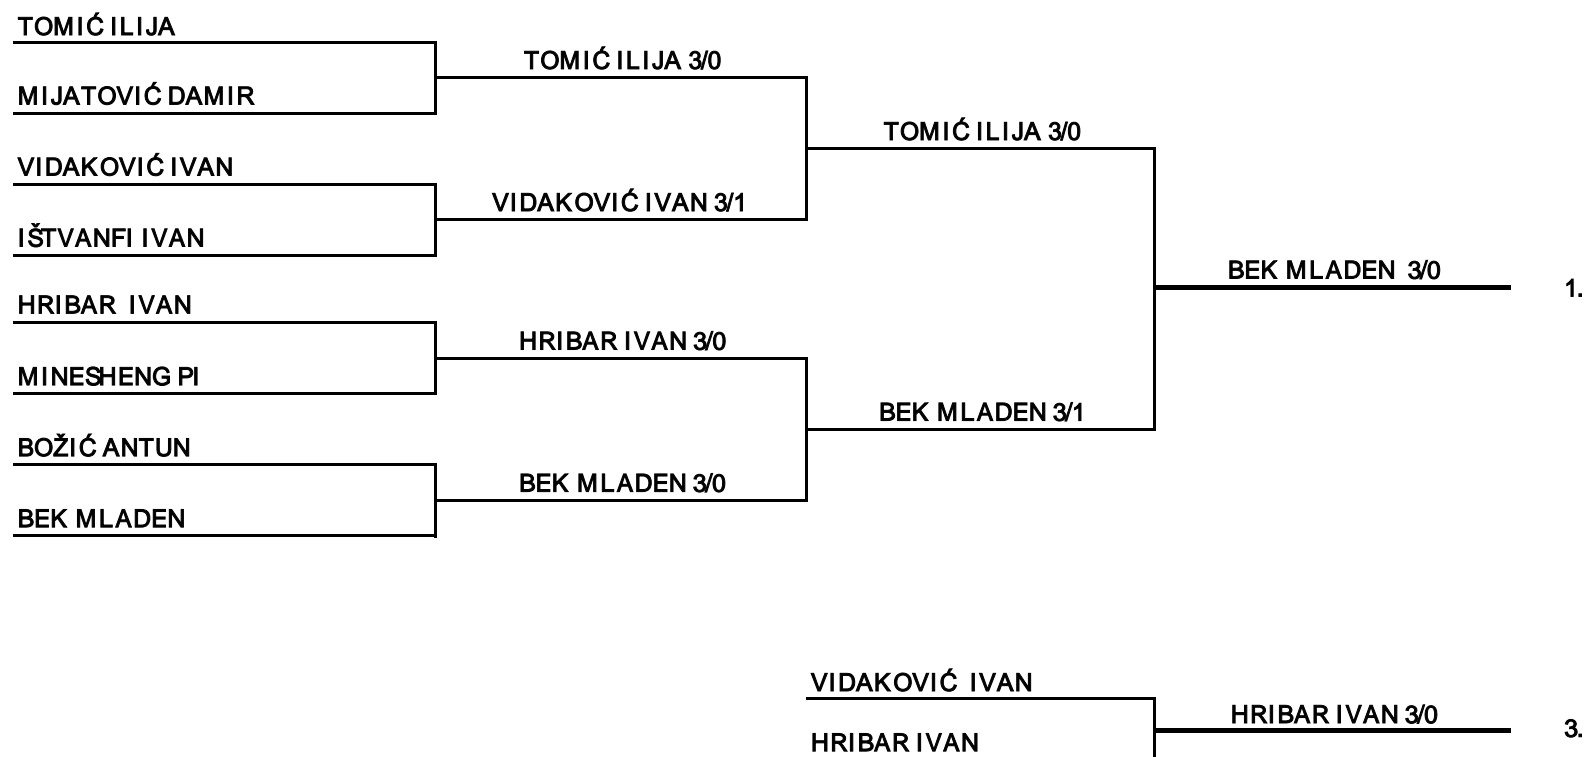 TOMIĆ ILIJA
TOMIĆ ILIJA 3/0
MIJATOVIĆ DAMIR
TOMIĆ ILIJA 3/0
VIDAKOVIĆ IVAN
VIDAKOVIĆ IVAN 3/1
IŠTVANFI IVAN
BEK MLADEN 3/0
1.
HRIBAR IVAN
HRIBAR IVAN 3/0
MINESHENG PI
BEK MLADEN 3/1
BOŽIĆ ANTUN
BEK MLADEN 3/0
BEK MLADEN
VIDAKOVIĆ IVAN
HRIBAR IVAN 3/0
3.
HRIBAR IVAN